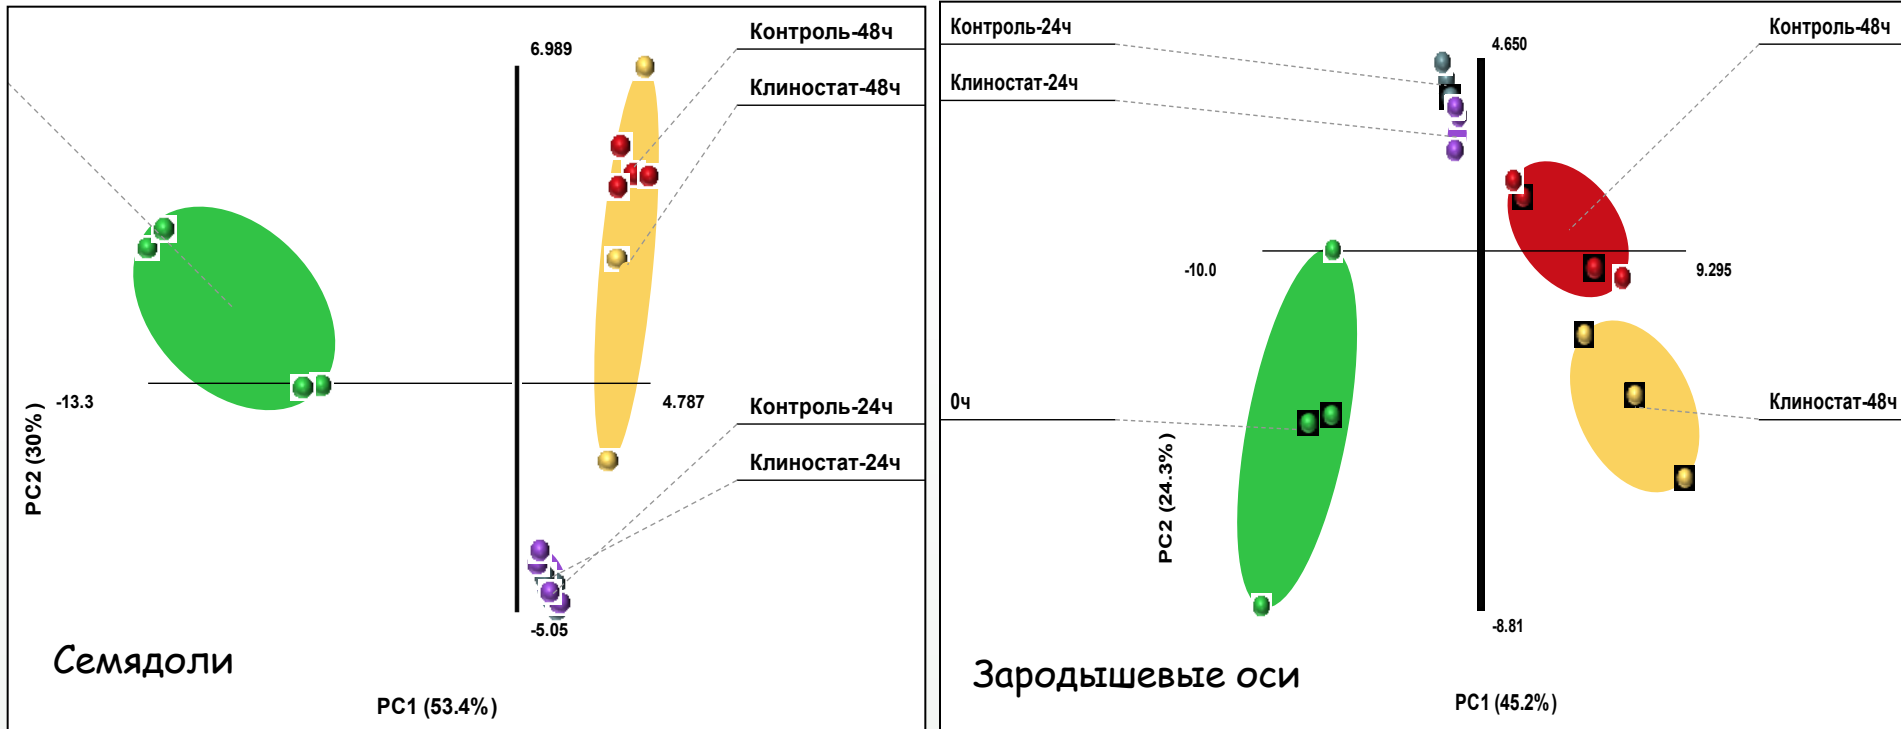 Контроль-48ч
6.989
Клиностат-48ч
-13.3
4.787
Контроль-24ч
PC2 (30%)
Клиностат-24ч
-5.05
Семядоли
PC1 (53.4%)
Контроль-24ч
4.650
Контроль-48ч
Клиностат-24ч
-10.0
9.295
0ч
Клиностат-48ч
PC2 (24.3%)
-8.81
Зародышевые оси
PC1 (45.2%)